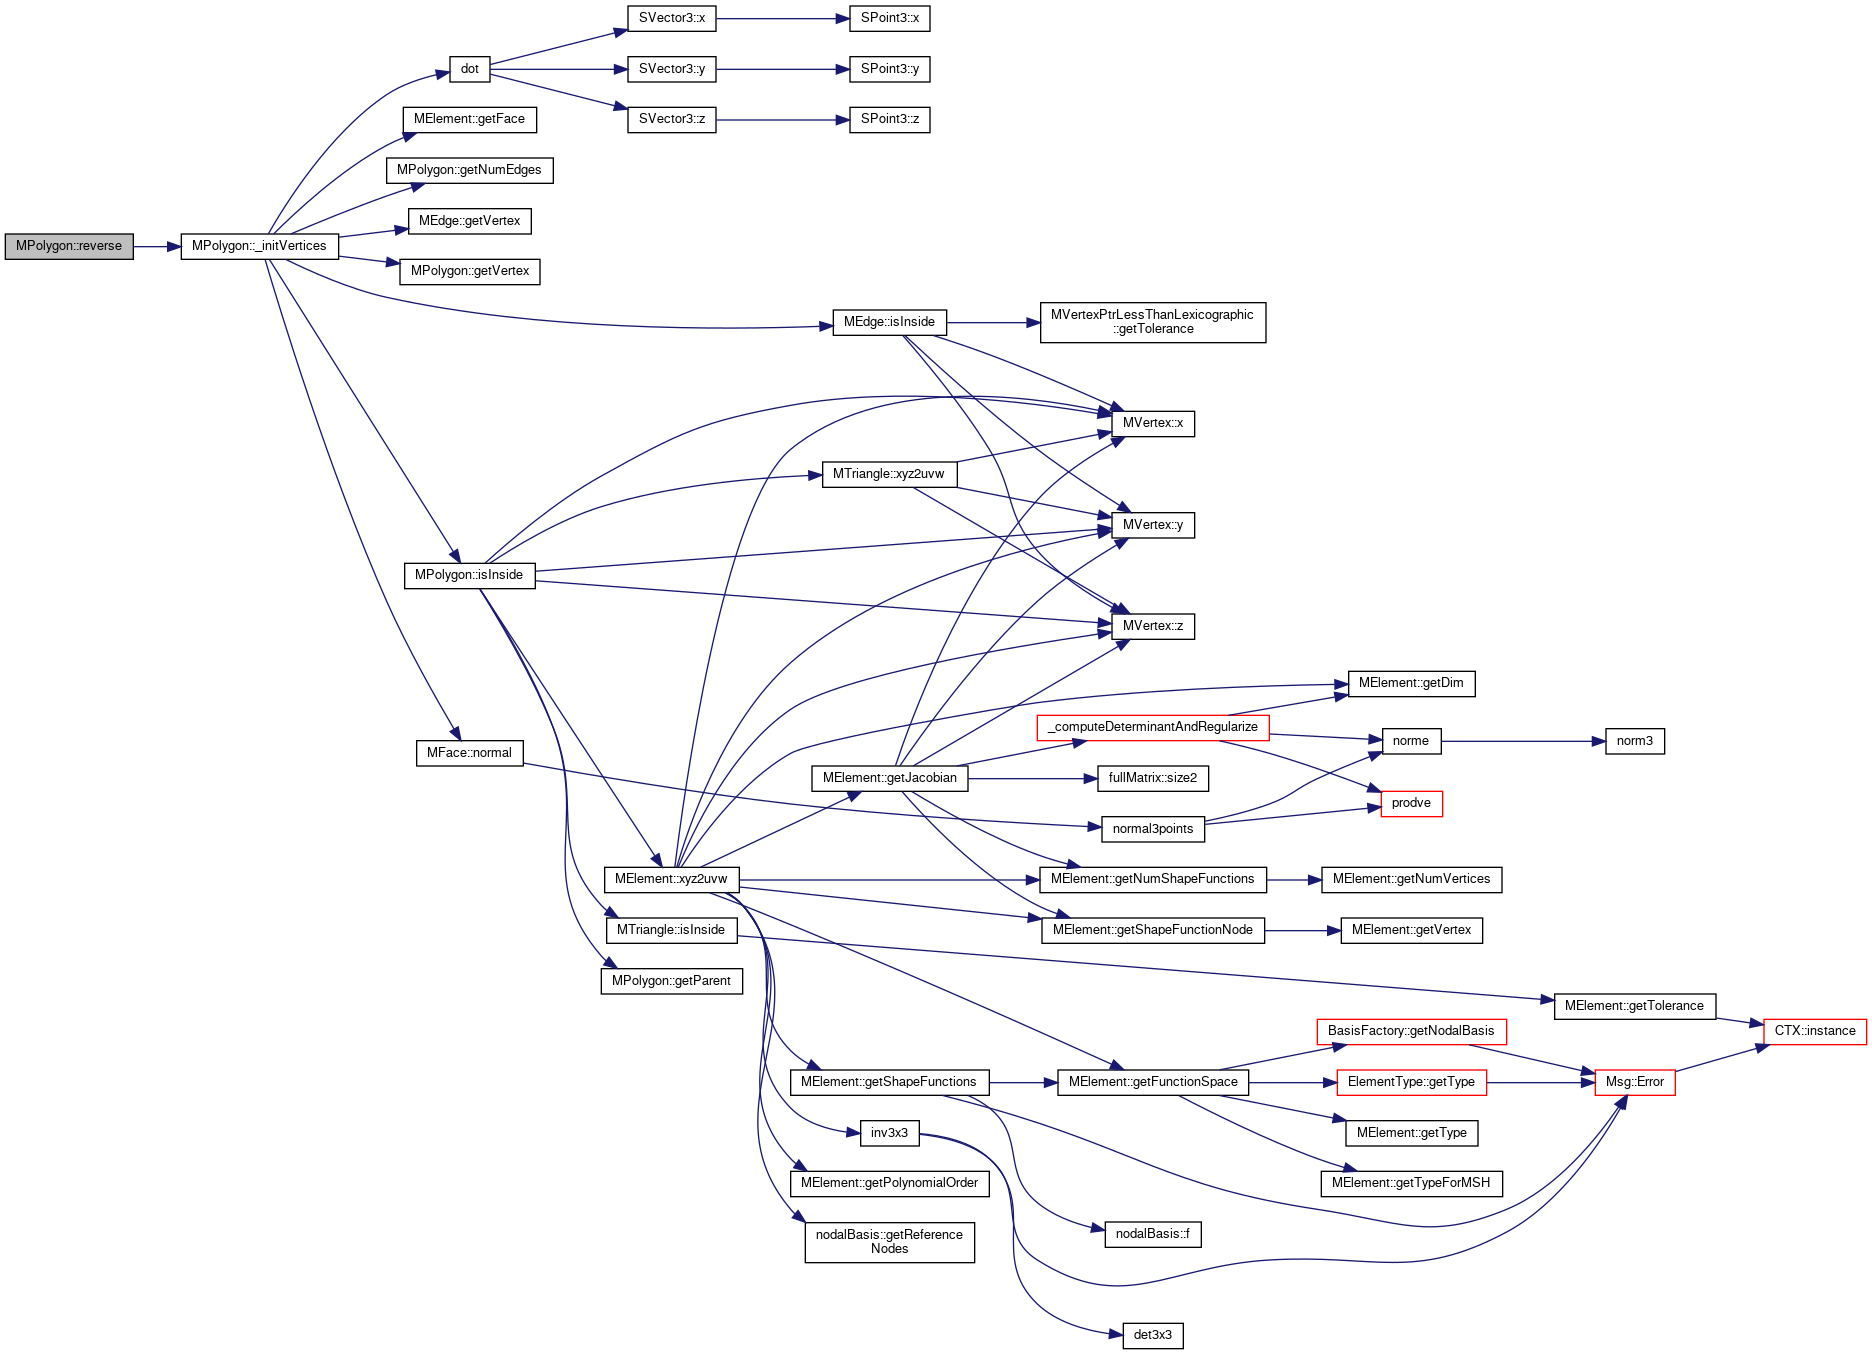 SVector3::x
SPoint3::x
dot
SVector3::y
SPoint3::y
MElement::getFace
SVector3::z
SPoint3::z
MPolygon::getNumEdges
MEdge::getVertex
MPolygon::reverse
MPolygon::_initVertices
MPolygon::getVertex
MEdge::isInside
MVertexPtrLessThanLexicographic
::getTolerance
MVertex::x
MTriangle::xyz2uvw
MVertex::y
MPolygon::isInside
MVertex::z
MElement::getDim
_computeDeterminantAndRegularize
norme
norm3
MFace::normal
MElement::getJacobian
fullMatrix::size2
prodve
normal3points
MElement::xyz2uvw
MElement::getNumShapeFunctions
MElement::getNumVertices
MTriangle::isInside
MElement::getShapeFunctionNode
MElement::getVertex
MPolygon::getParent
MElement::getTolerance
BasisFactory::getNodalBasis
CTX::instance
MElement::getShapeFunctions
MElement::getFunctionSpace
ElementType::getType
Msg::Error
inv3x3
MElement::getType
MElement::getPolynomialOrder
MElement::getTypeForMSH
nodalBasis::getReference
Nodes
nodalBasis::f
det3x3